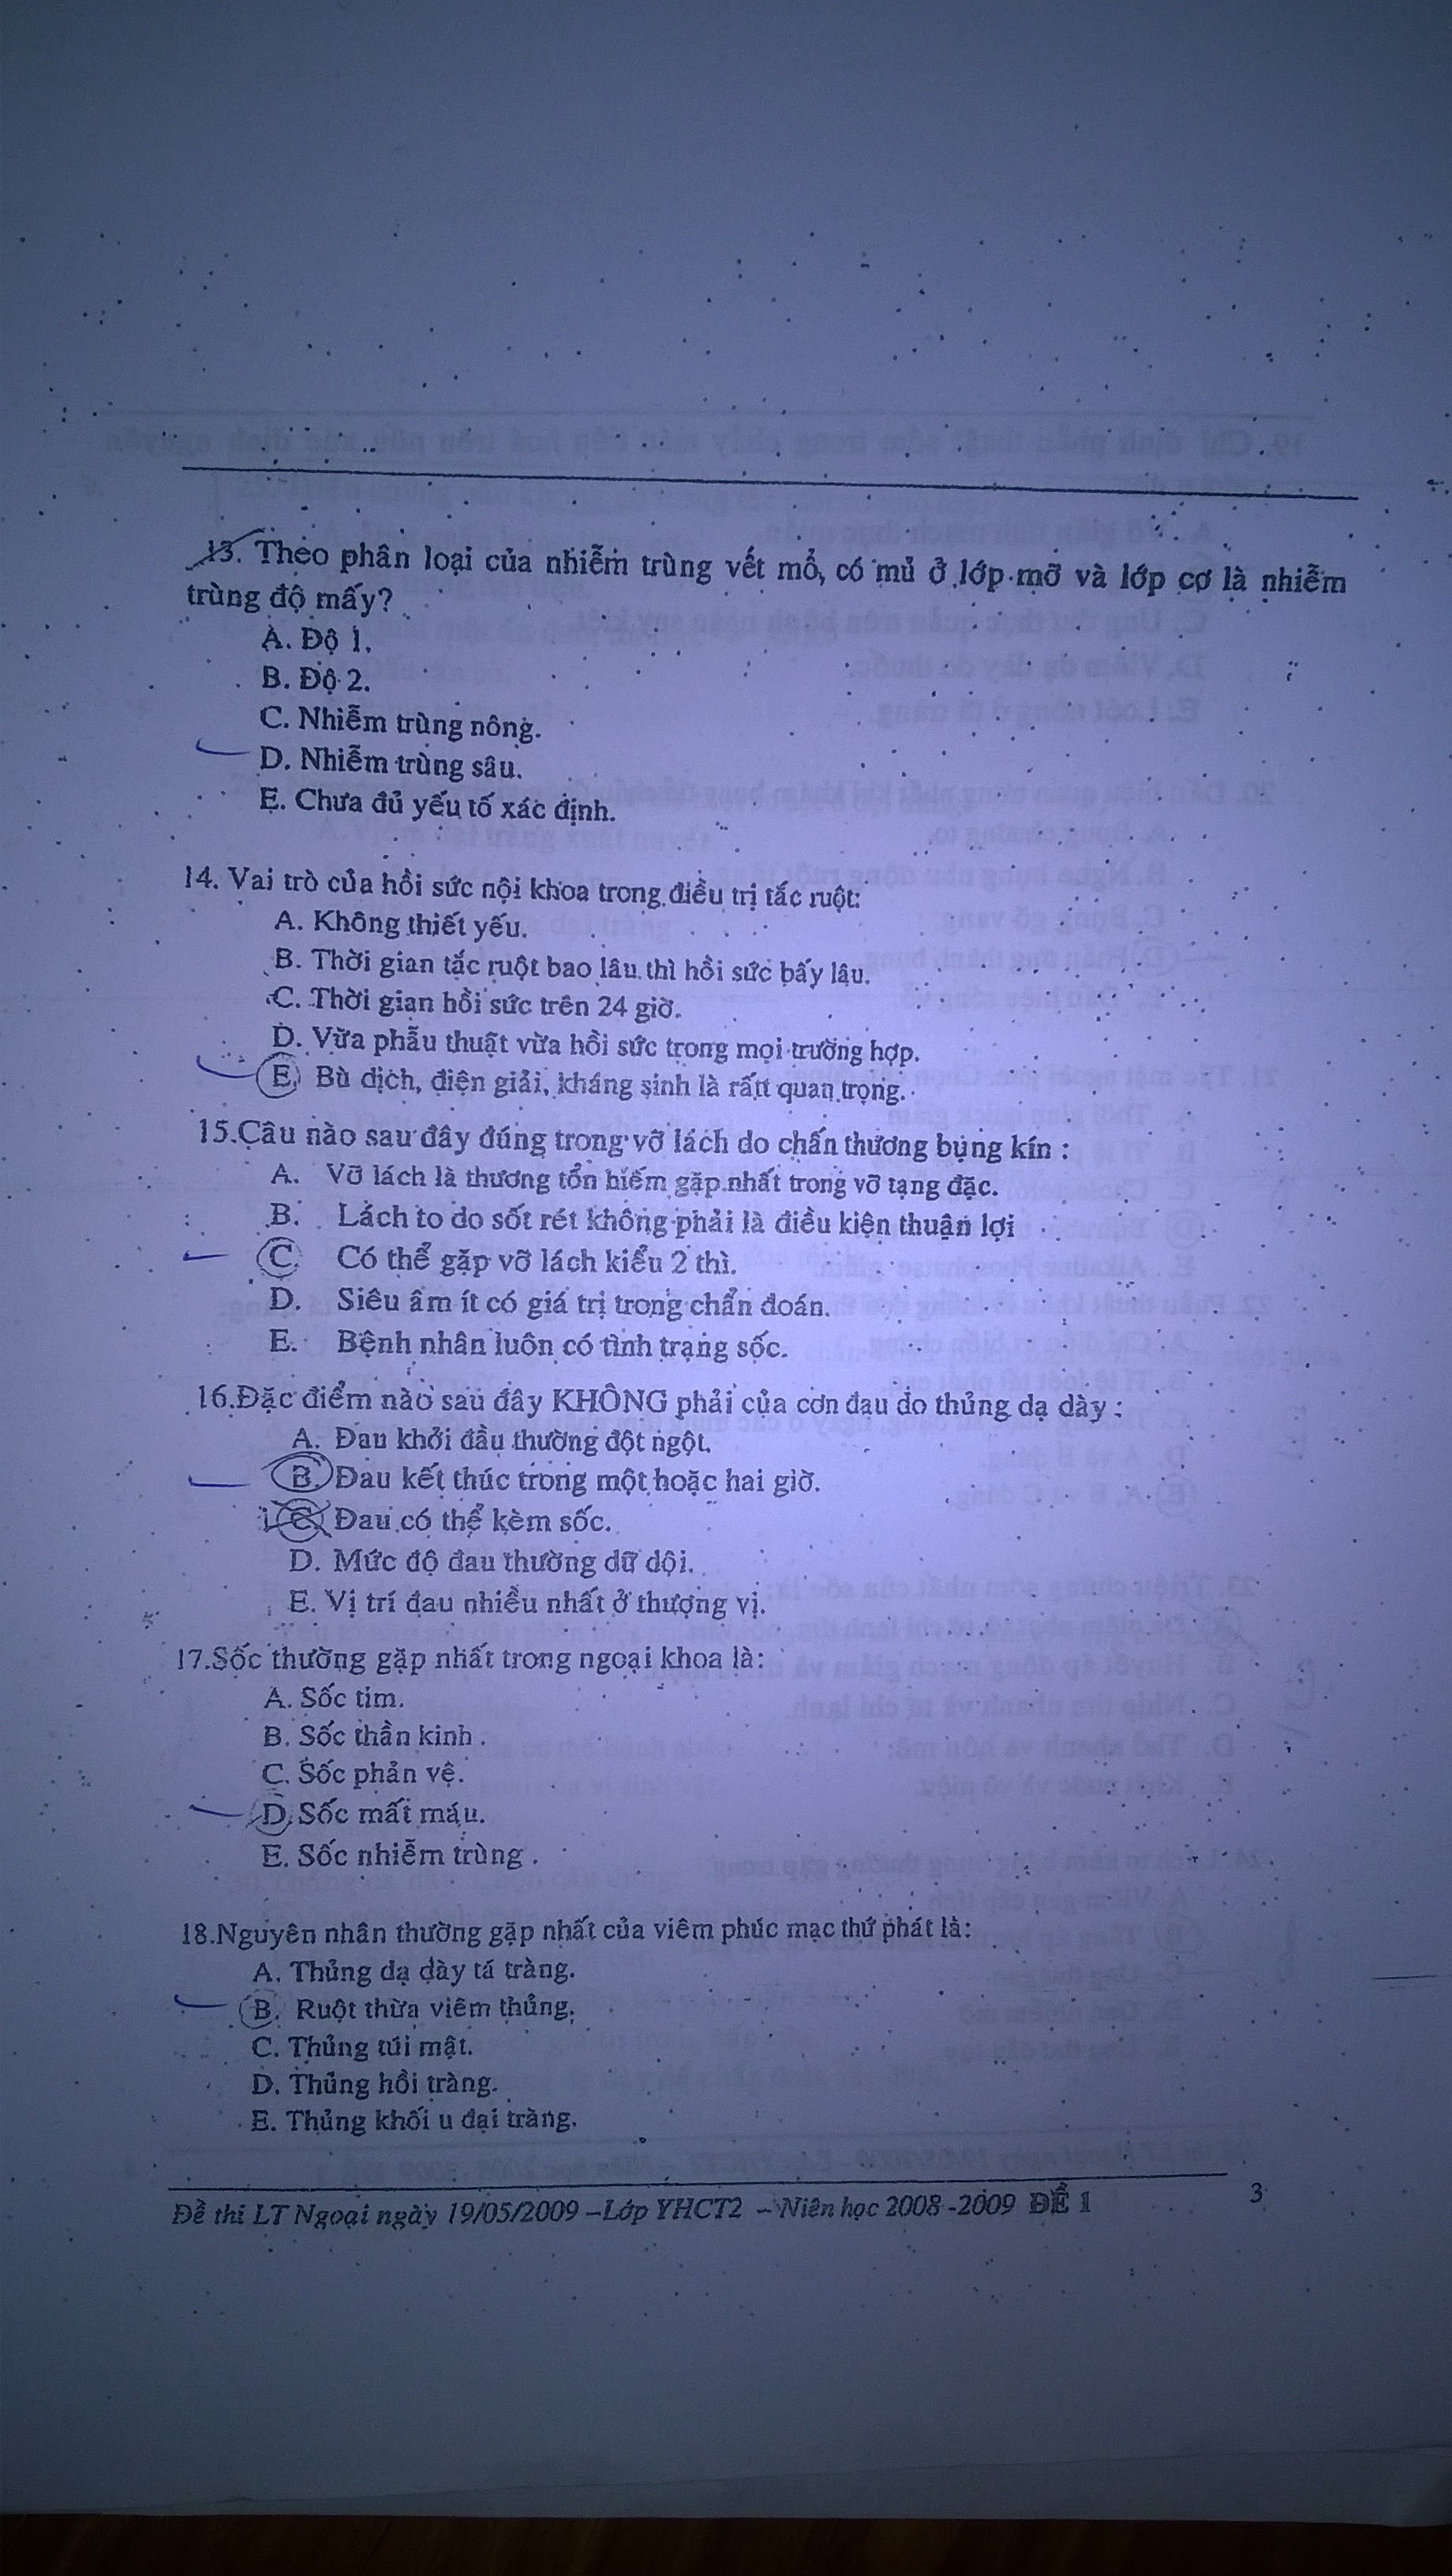 13. Theo phân loại của nhiễm trùng vết mổ, có mủ ở lớp mỡ và lớp cơ là nhiễm
trùng độ mấy?
A. Độ 1.
B. Độ 2.
C. Nhiễm trùng nông.
D. Nhiễm trùng sâu.
E. Chưa đủ yếu tố xác định.
14. Vai trò của hồi sức nội khoa trong điều trị tắc ruột:
A. Không thiết yếu.
B. Thời gian tắc ruột bao lâu thì hồi sức bấy lậu.
C. Thời gian hồi sức trên 24 giờ.
D. Vừa phẫu thuật vừa hồi sức trong mọi trường hợp.
E. Bù dịch, điện giải, kháng sinh là rất quan trọng.
15.Câu nào sau đây đúng trong vỡ lách do chấn thương bụng kín :
A. Vỡ lách là thương tổn hiếm gặp nhất trong vỡ tạng đặc.
B. Lách to do sốt rét không phải là điều kiện thuận lợi
C. Có thể gặp vỡ lách kiểu 2 thì.
D. Siêu âm ít có giá trị trong chẩn đoán.
E. Bệnh nhân luôn có tình trạng sốc.
16.Đặc điểm nào sau đây KHÔNG phải của cơn đau do thủng dạ dày :
A. Đau khởi đầu thường đột ngột.
B. Đau kết thúc trong một hoặc hai giờ.
C. Đau có thể kèm sốc.
D. Mức độ đau thường dữ dội.
E. Vị trí đau nhiều nhất ở thượng vị.
17.Sốc thường gặp nhất trong ngoại khoa là:
A. Sốc tim.
B. Sốc thần kinh .
C. Sốc phản vệ.
D. Sốc mất máu.
E. Sốc nhiễm trùng .
18.Nguyên nhân thường gặp nhất của viêm phúc mạc thứ phát là:
A. Thủng dạ dày tá tràng.
B. Ruột thừa viêm thủng.
C. Thủng túi mật.
D. Thủng hồi tràng.
E. Thủng khối u đại tràng.
Đề thi LT Ngoại ngày 19/05/2009 –Lớp YHCT2 – Niên học 2008 -2009 ĐỀ 1 3